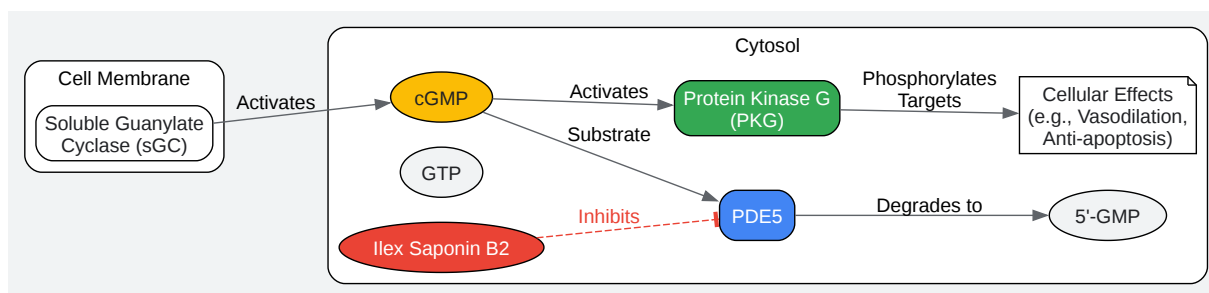 Cytosol
Cell Membrane
Soluble Guanylate
Cyclase (sGC)
Activates
cGMP
Activates
Protein Kinase G
(PKG)
Phosphorylates
Targets
Cellular Effects
(e.g., Vasodilation,
Anti-apoptosis)
Substrate
GTP
Ilex Saponin B2
Inhibits
PDE5
Degrades to
5'-GMP